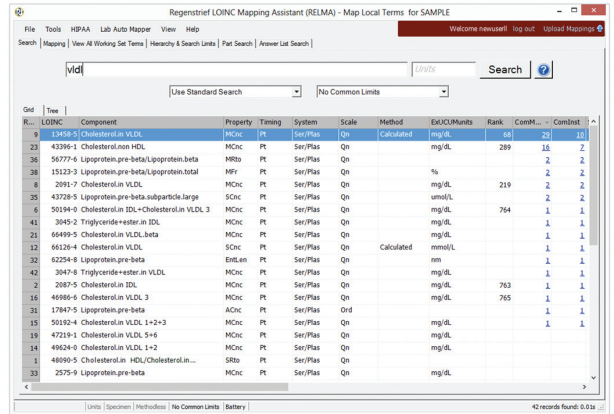 Regenstrief LOINC Mapping Assistant (RELMA) - Map Local Terms for SAMPLE
File Tools HIPAA Lab Auto Mapper View Help Welcome newuserll log out Upload Mappings
Search Mapping View All Working Set Terms Hierarchy & Search Limits Part Search Answer List Search
vldl Units Search ?
Use Standard Search No Common Limits
Grid Tree
R... LOINC Component Property Timing System Scale Method ExUCUMunits Rank ComM... ComInst
9 13458-5 Cholesterol.in VLDL MCnc Pt Ser/Plas Qn Calculated mg/dL 68 29 10
23 43396-1 Cholesterol.non HDL MCnc Pt Ser/Plas Qn mg/dL 289 16 7
36 56777-6 Lipoprotein.pre-beta/Lipoprotein.beta MRto Pt Ser/Plas Qn 2 2
38 15123-3 Lipoprotein.pre-beta/Lipoprotein.total MFr Pt Ser/Plas Qn % 2 2
8 2091-7 Cholesterol.in VLDL MCnc Pt Ser/Plas Qn mg/dL 219 2 2
35 43728-5 Lipoprotein.pre-beta.subparticle.large SCnc Pt Ser/Plas Qn umol/L 2 2
6 50194-0 Cholesterol.in IDL+Cholesterol.in VLDL 3 MCnc Pt Ser/Plas Qn mg/dL 764 1 1
41 3045-2 Triglyceride+ester.in IDL MCnc Pt Ser/Plas Qn mg/dL 1 1
21 66499-5 Cholesterol.in VLDL.beta MCnc Pt Ser/Plas Qn mg/dL 1 1
12 66126-4 Cholesterol.in VLDL SCnc Pt Ser/Plas Qn Calculated mmol/L 1 1
32 62254-8 Lipoprotein.pre-beta EntLen Pt Ser/Plas Qn nm 1 1
42 3047-8 Triglyceride+ester.in VLDL MCnc Pt Ser/Plas Qn mg/dL 1 1
2 2087-5 Cholesterol.in IDL MCnc Pt Ser/Plas Qn mg/dL 763 1 1
16 46986-6 Cholesterol.in VLDL 3 MCnc Pt Ser/Plas Qn mg/dL 765 1 1
31 17847-5 Lipoprotein.pre-beta ACnc Pt Ser/Plas Ord 1 1
15 50192-4 Cholesterol.in VLDL 1+2+3 MCnc Pt Ser/Plas Qn mg/dL 1 1
19 47219-1 Cholesterol.in VLDL 5+6 MCnc Pt Ser/Plas Qn mg/dL
14 49624-0 Cholesterol.in VLDL 1+2 MCnc Pt Ser/Plas Qn mg/dL
1 48090-5 Cholesterol.in HDL/Cholesterol.in... SRto Pt Ser/Plas Qn
33 2575-9 Lipoprotein.pre-beta MCnc Pt Ser/Plas Qn mg/dL
Units Specimen Methodless No Common Limits Battery 42 records found: 0.01s